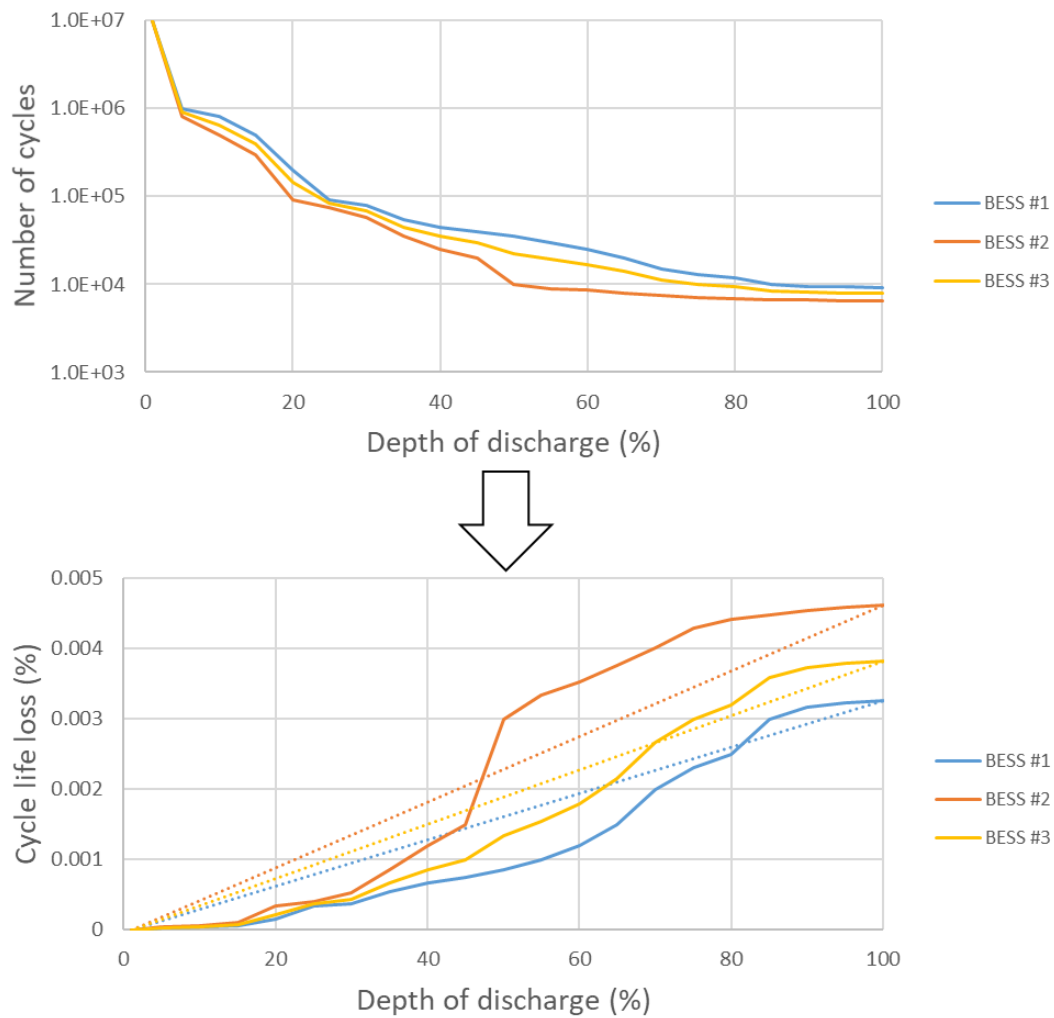 1.0E+07
1.0E+06
1.0E+05
1.0E+04
1.0E+03
Number of cycles
0 20 40 60 80 100
Depth of discharge (%)
BESS #1
BESS #2
BESS #3
0.005
0.004
0.003
0.002
0.001
0
Cycle life loss (%)
0 20 40 60 80 100
Depth of discharge (%)
BESS #1
BESS #2
BESS #3